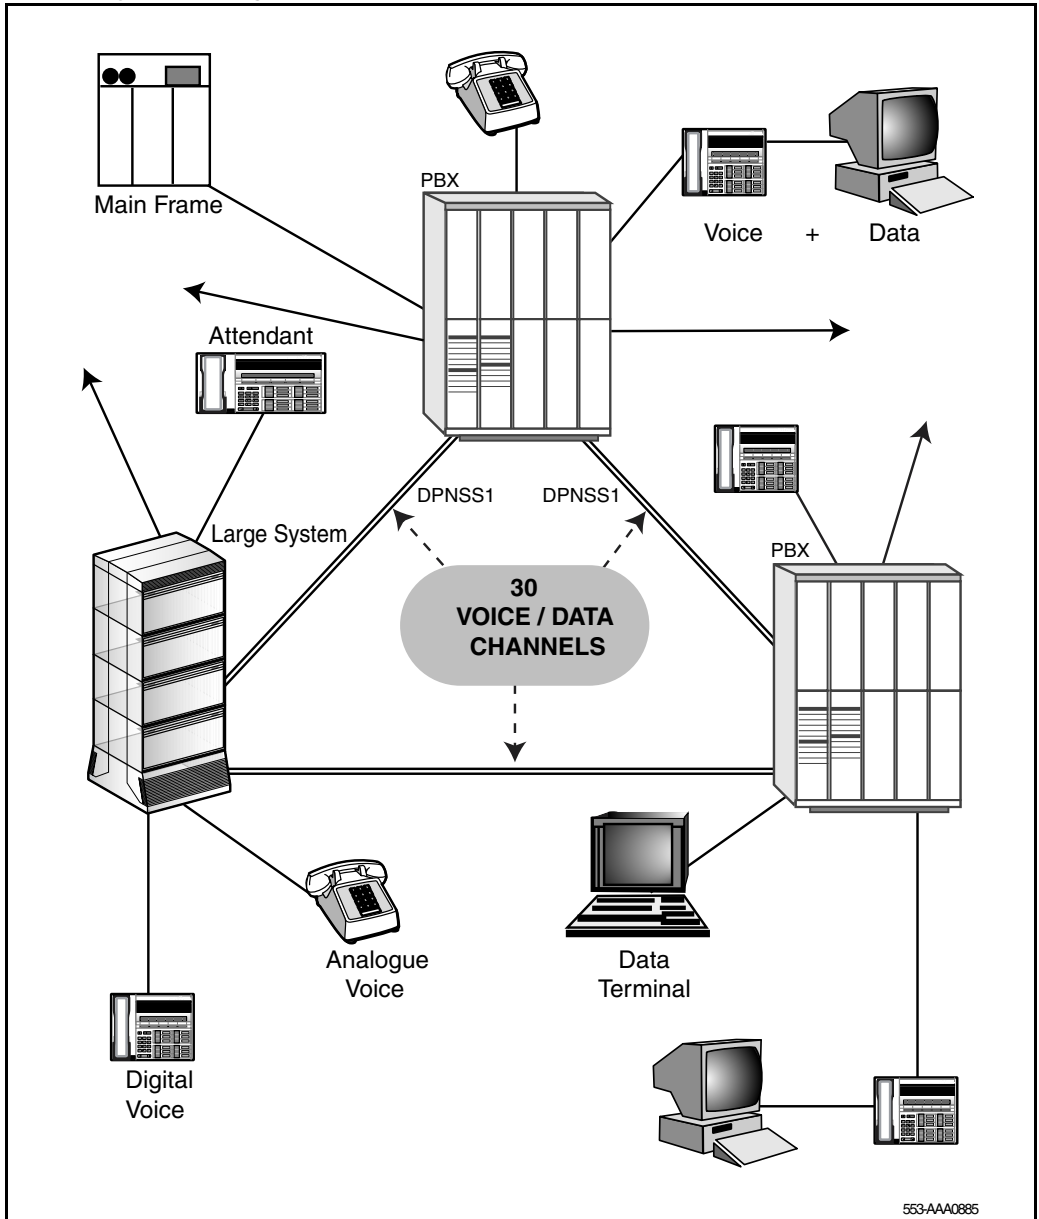 PBX
Main Frame
Voice + Data
Attendant
DPNSS1 DPNSS1
Large System
PBX
30
VOICE / DATA
CHANNELS
Analogue
Voice
Data
Terminal
Digital
Voice
553-AAA0885